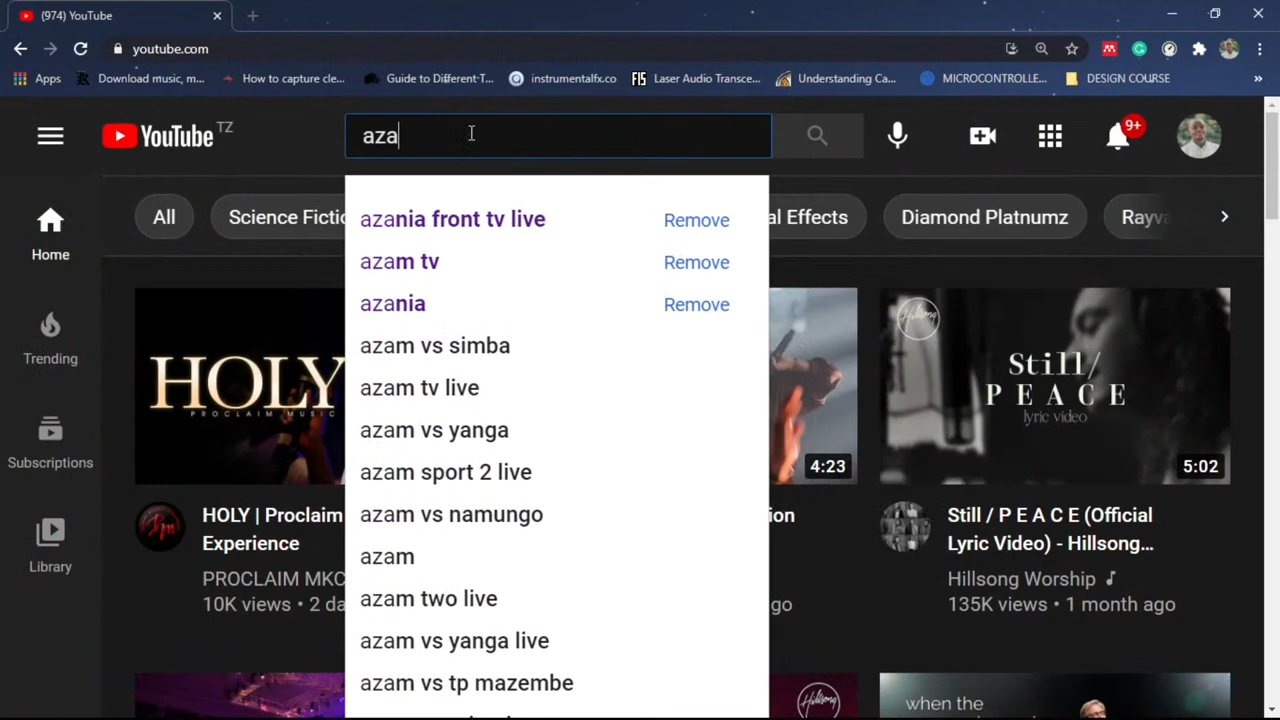 (974) YouTube
youtube.com
Apps
Download music, m...
How to capture cle...
Guide to Different T...
instrumentalfx.co
FIS
Laser Audio Transce...
Understanding Ca...
MICROCONTROLLE...
DESIGN COURSE
»
YouTube TZ
aza
9+
All
Science Fictio
al Effects
Diamond Platnumz
Rayva
azania front tv live Remove
azam tv Remove
azania Remove
azam vs simba
azam tv live
azam vs yanga
azam sport 2 live
azam vs namungo
azam
azam two live
azam vs yanga live
azam vs tp mazembe
Home
Trending
Subscriptions
Library
HOLY
PROCLAIM MUSIC
HOLY | Proclaim
Experience
PROCLAIM MKC
10K views • 2 da
4:23
ion
go
Still/
PEACE
lyric video
5:02
Still / P E A C E (Official
Lyric Video) - Hillsong...
Hillsong Worship
135K views • 1 month ago
when the